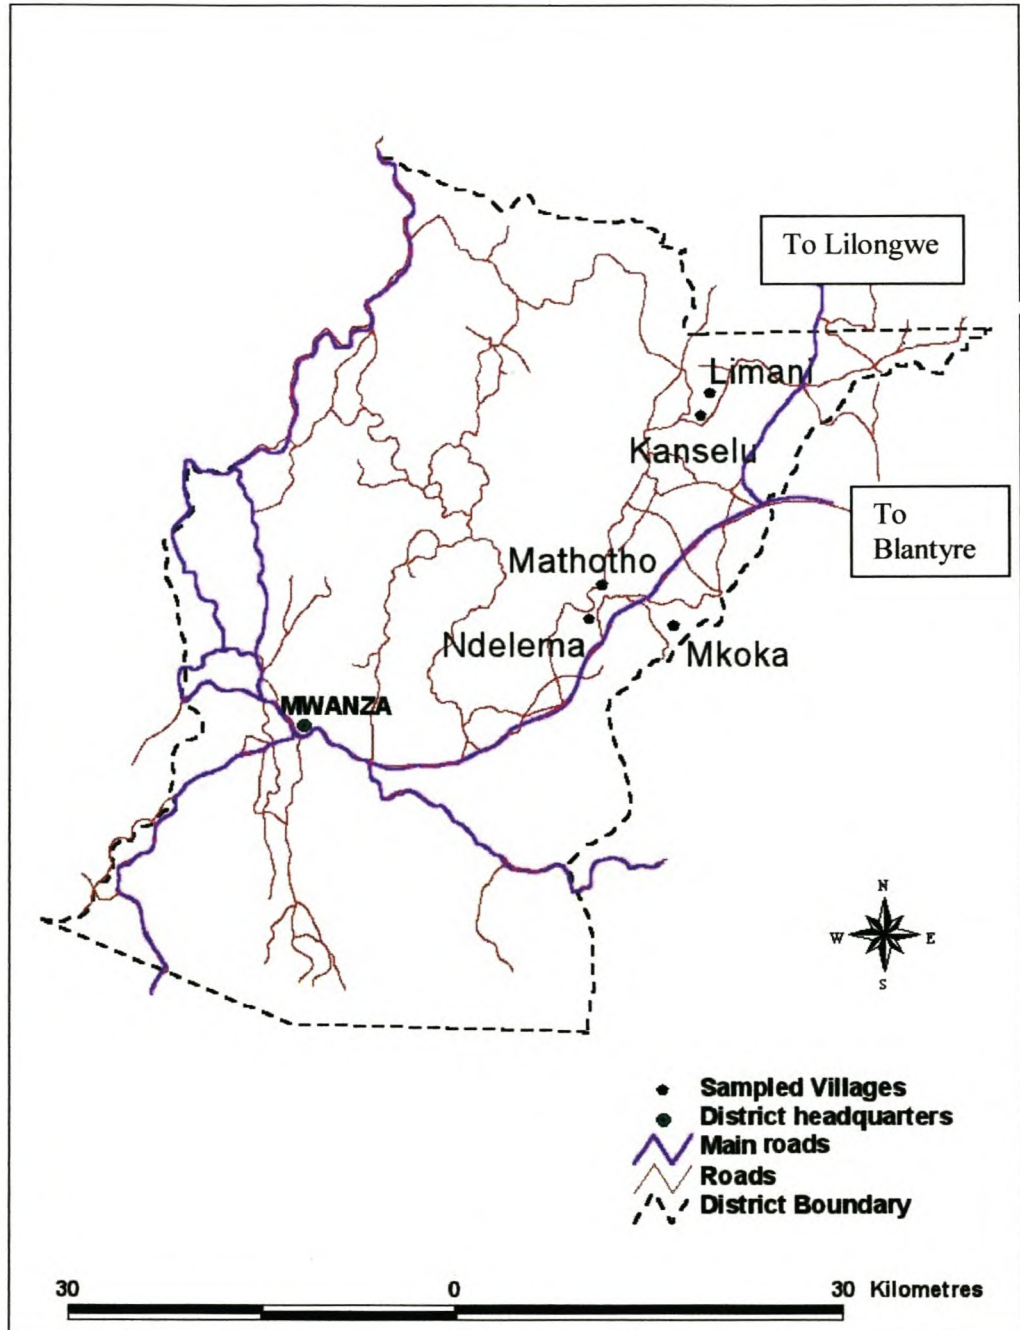 To Lilongwe
Limani
Kanselu
To
Blantyre
Mathotho
Ndelema
Mkoka
MWANZA
N
W E
S
Sampled Villages
District headquarters
Main roads
Roads
District Boundary
30 0 30 Kilometres